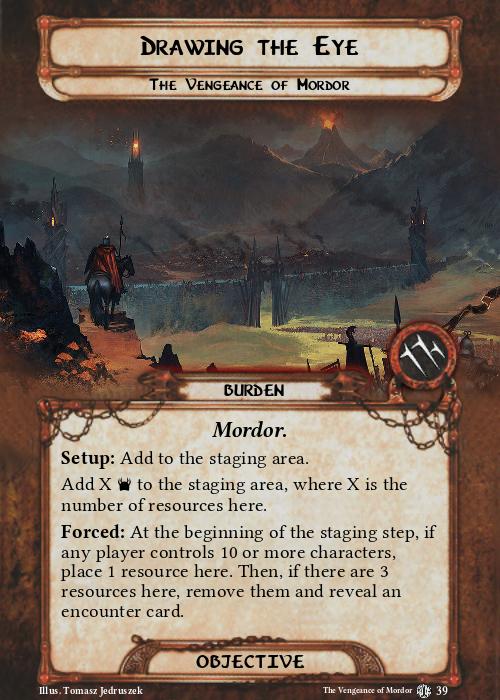 Drawing the Eye
The Vengeance of Mordor
Burden
Mordor.
Setup: Add to the staging area.
Add X to the staging area, where X is the
number of resources here.
Forced: At the beginning of the staging step, if
any player controls 10 or more characters,
place 1 resource here. Then, if there are 3
resources here, remove them and reveal an
encounter card.
Objective
Illus. Tomasz Jedruszek
The Vengeance of Mordor 39